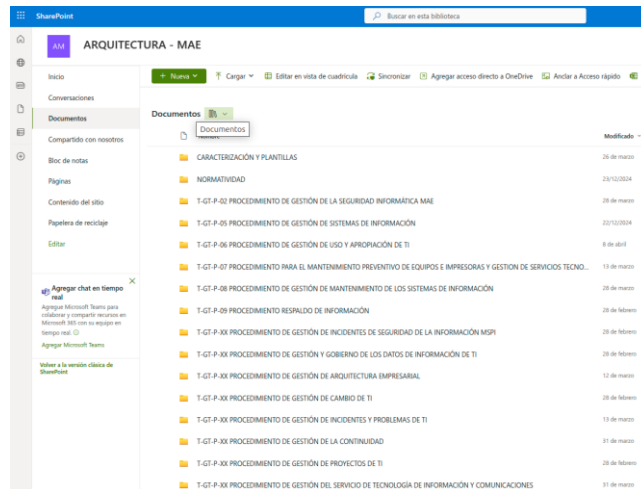 SharePoint
Buscar en esta biblioteca
AM
ARQUITECTURA - MAE
Inicio
Conversaciones
Documentos
Compartido con nosotros
Bloc de notas
Páginas
Contenido del sitio
Papelera de reciclaje
Editar
Agregar chat en tiempo
real
Agregue Microsoft Teams para
colaborar y compartir recursos en
Microsoft 365 con su equipo en
tiempo real.
Agregar Microsoft Teams
Volver a la versión clásica de
SharePoint
+ Nueva
Cargar
Editar en vista de cuadrícula
Sincronizar
Agregar acceso directo a OneDrive
Anclar a Acceso rápido
Documentos
Documentos
Modificado
CARACTERIZACIÓN Y PLANTILLAS 26 de marzo
NORMATIVIDAD 23/12/2024
T-GT-P-02 PROCEDIMIENTO DE GESTIÓN DE LA SEGURIDAD INFORMÁTICA MAE 28 de marzo
T-GT-P-05 PROCEDIMIENTO DE GESTIÓN DE SISTEMAS DE INFORMACIÓN 22/12/2024
T-GT-P-06 PROCEDIMIENTO DE GESTIÓN DE USO Y APROPIACIÓN DE TI 8 de abril
T-GT-P-07 PROCEDIMIENTO PARA EL MANTENIMIENTO PREVENTIVO DE EQUIPOS E IMPRESORAS Y GESTION DE SERVICIOS TECNO... 13 de marzo
T-GT-P-08 PROCEDIMIENTO DE GESTIÓN DE MANTENIMIENTO DE LOS SISTEMAS DE INFORMACIÓN 28 de marzo
T-GT-P-09 PROCEDIMIENTO RESPALDO DE INFORMACIÓN 28 de febrero
T-GT-P-XX PROCEDIMIENTO DE GESTIÓN DE INCIDENTES DE SEGURIDAD DE LA INFORMACIÓN MSPI 28 de febrero
T-GT-P-XX PROCEDIMIENTO DE GESTIÓN Y GOBIERNO DE LOS DATOS DE INFORMACIÓN DE TI 28 de febrero
T-GT-P-XX PROCEDIMIENTO DE GESTIÓN DE ARQUITECTURA EMPRESARIAL 12 de marzo
T-GT-P-XX PROCEDIMIENTO DE GESTIÓN DE CAMBIO DE TI 28 de febrero
T-GT-P-XX PROCEDIMIENTO DE GESTIÓN DE INCIDENTES Y PROBLEMAS DE TI 13 de marzo
T-GT-P-XX PROCEDIMIENTO DE GESTIÓN DE LA CONTINUIDAD 31 de marzo
T-GT-P-XX PROCEDIMIENTO DE GESTIÓN DE PROYECTOS DE TI 28 de febrero
T-GT-P-XX PROCEDIMIENTO DE GESTIÓN DEL SERVICIO DE TECNOLOGÍA DE INFORMACIÓN Y COMUNICACIONES 31 de marzo